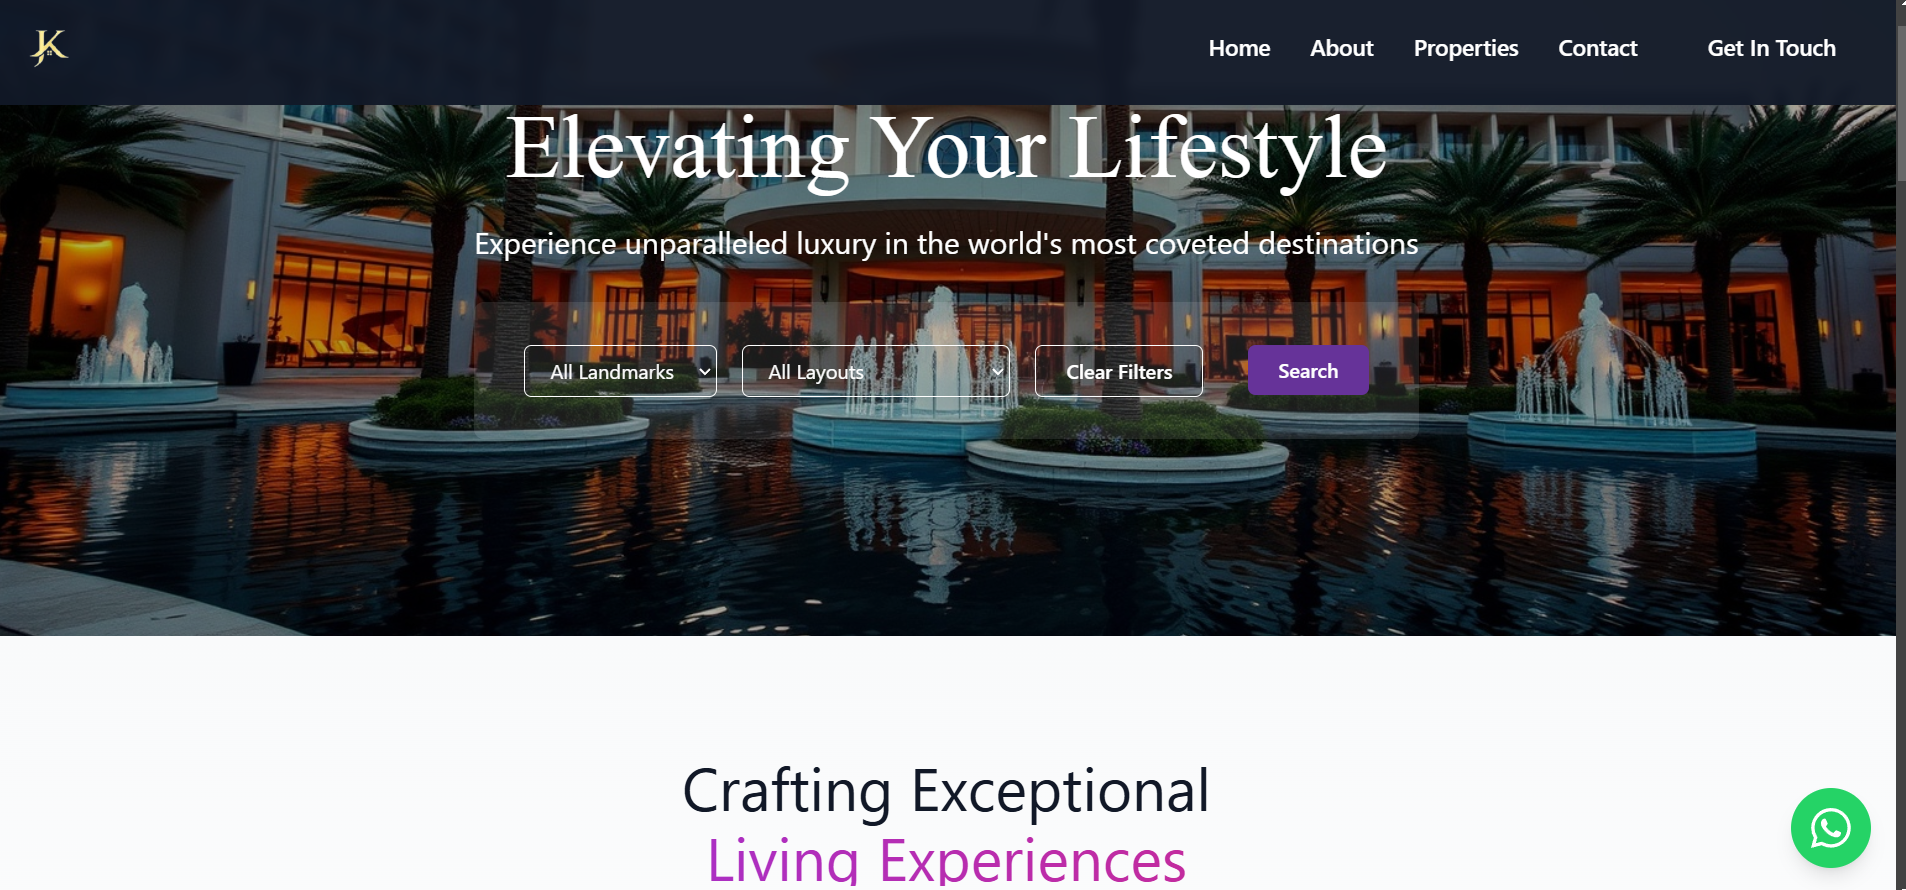 JK
Home About Properties Contact Get In Touch
Elevating Your Lifestyle
Experience unparalleled luxury in the world's most coveted destinations
All Landmarks All Layouts Clear Filters Search
Crafting Exceptional
Living Experiences